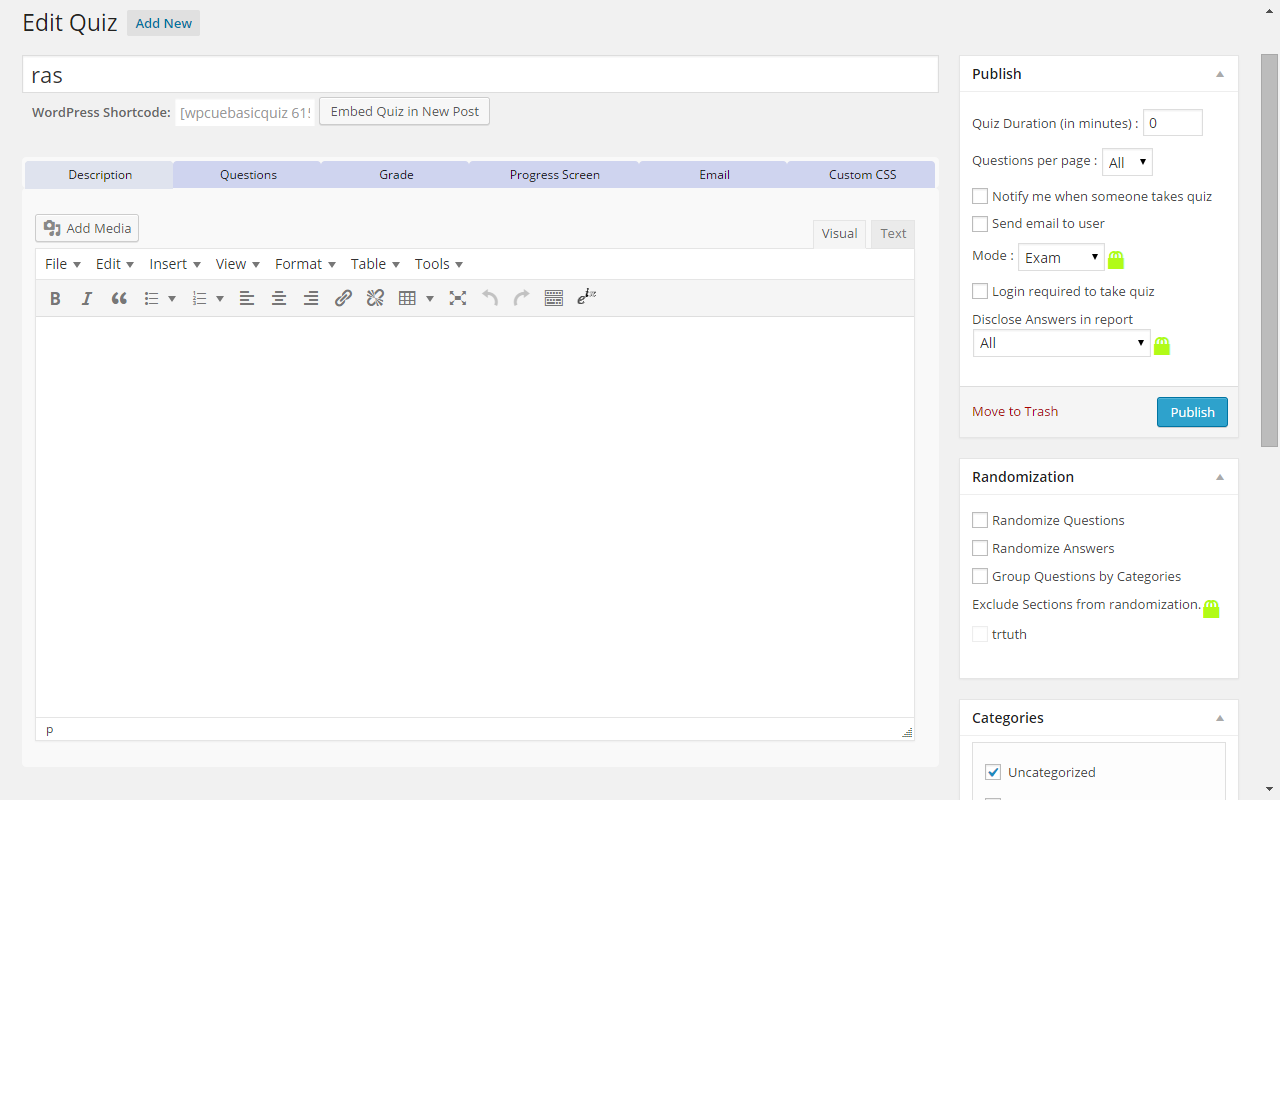 Edit Quiz Add New
ras
WordPress Shortcode: [wpcuebasicquiz 61 Embed Quiz in New Post
Description Questions Grade Progress Screen Email Custom CSS
Add Media Visual Text
File Edit Insert View Format Table Tools
p
Publish
Quiz Duration (in minutes) : 0
Questions per page : All
Notify me when someone takes quiz
Send email to user
Mode : Exam
Login required to take quiz
Disclose Answers in report
All
Move to Trash Publish
Randomization
Randomize Questions
Randomize Answers
Group Questions by Categories
Exclude Sections from randomization.
trtuth
Categories
Uncategorized